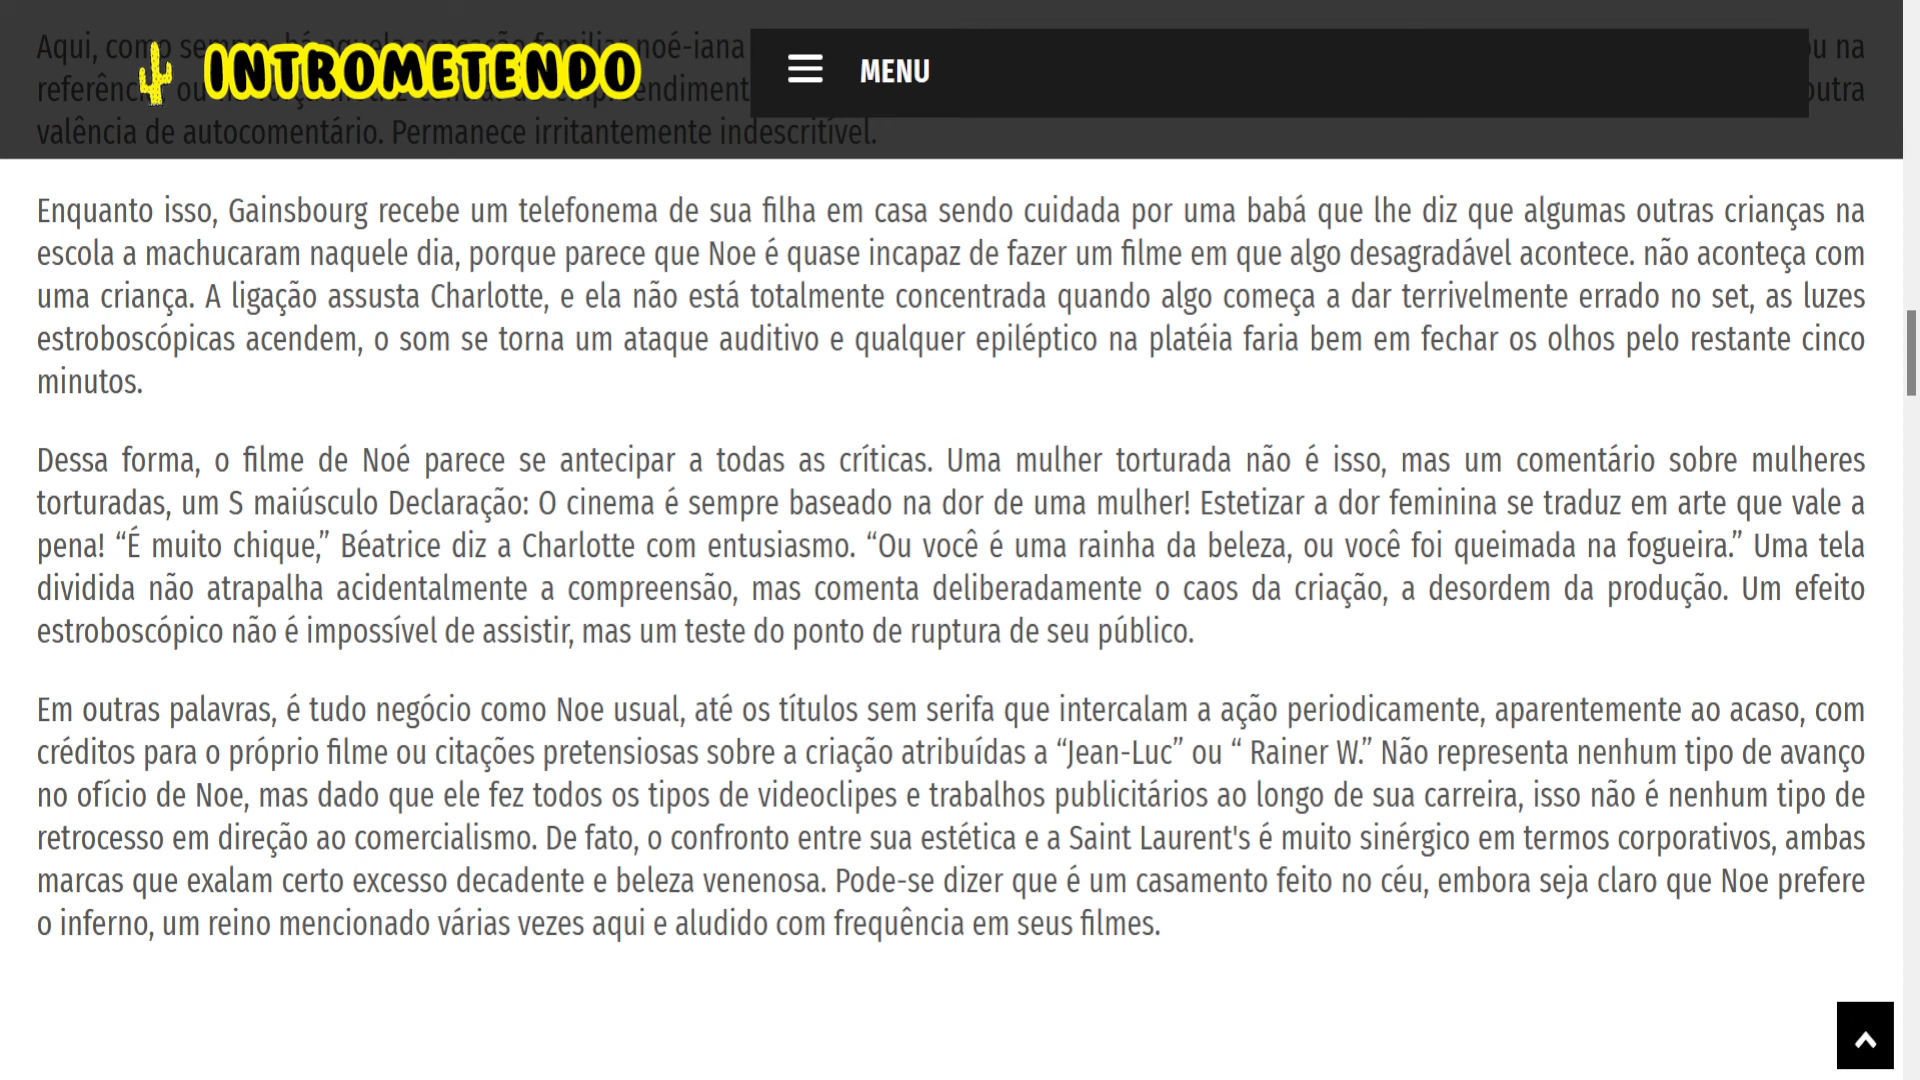 Aqui, como sempre, há aquela sensação familiar noé-iana
u na
INTROMETENDO
MENU
referênc
outra
valência de autocomentário. Permanece irritantemente indescritível.
Enquanto isso, Gainsbourg recebe um telefonema de sua filha em casa sendo cuidada por uma babá que lhe diz que algumas outras crianças na
escola a machucaram naquele dia, porque parece que Noe é quase incapaz de fazer um filme em que algo desagradável acontece. não aconteça com
uma criança. A ligação assusta Charlotte, e ela não está totalmente concentrada quando algo começa a dar terrivelmente errado no set, as luzes
estroboscópicas acendem, o som se torna um ataque auditivo e qualquer epiléptico na platéia faria bem em fechar os olhos pelo restante cinco
minutos.
Dessa forma, o filme de Noé parece se antecipar a todas as críticas. Uma mulher torturada não é isso, mas um comentário sobre mulheres
torturadas, um S maiúsculo Declaração: O cinema é sempre baseado na dor de uma mulher! Estetizar a dor feminina se traduz em arte que vale a
pena! “É muito chique,” Béatrice diz a Charlotte com entusiasmo. “Ou você é uma rainha da beleza, ou você foi queimada na fogueira.” Uma tela
dividida não atrapalha acidentalmente a compreensão, mas comenta deliberadamente o caos da criação, a desordem da produção. Um efeito
estroboscópico não é impossível de assistir, mas um teste do ponto de ruptura de seu público.
Em outras palavras, é tudo negócio como Noe usual, até os títulos sem serifa que intercalam a ação periodicamente, aparentemente ao acaso, com
créditos para o próprio filme ou citações pretensiosas sobre a criação atribuídas a “Jean-Luc” ou “ Rainer W.” Não representa nenhum tipo de avanço
no ofício de Noe, mas dado que ele fez todos os tipos de videoclipes e trabalhos publicitários ao longo de sua carreira, isso não é nenhum tipo de
retrocesso em direção ao comercialismo. De fato, o confronto entre sua estética e a Saint Laurent's é muito sinérgico em termos corporativos, ambas
marcas que exalam certo excesso decadente e beleza venenosa. Pode-se dizer que é um casamento feito no céu, embora seja claro que Noe prefere
o inferno, um reino mencionado várias vezes aqui e aludido com frequência em seus filmes.